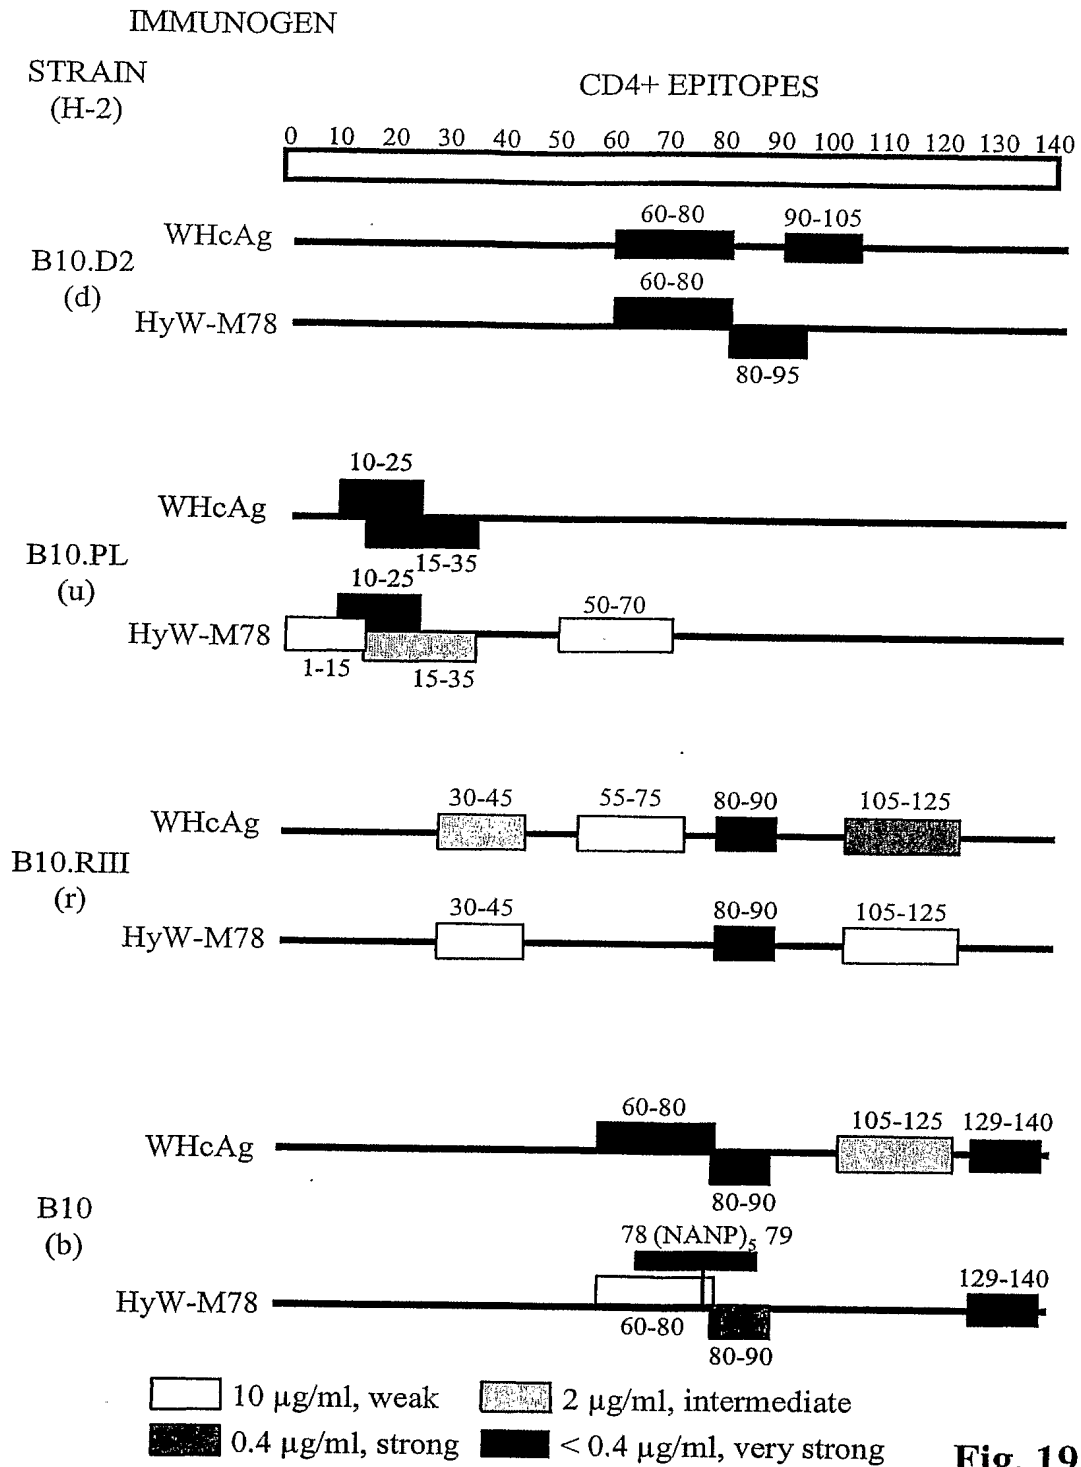 IMMUNOGEN
STRAIN
(H-2)
CD4+ EPITOPES
0 10 20 30 40 50 60 70 80 90 100 110 120 130 140
60-80 90-105
WHcAg
B10.D2
(d)
60-80
HyW-M78
80-95
10-25
WHcAg
15-35
B10.PL
(u)
10-25
50-70
HyW-M78
1-15
15-35
30-45 55-75 80-90 105-125
WHcAg
B10.RIII
(r)
30-45 80-90 105-125
HyW-M78
60-80 105-125 129-140
WHcAg
80-90
B10
(b)
78 (NANP)₅ 79
129-140
HyW-M78
60-80
80-90
10 µg/ml, weak 2 µg/ml, intermediate
0.4 µg/ml, strong < 0.4 µg/ml, very strong
Fig. 19